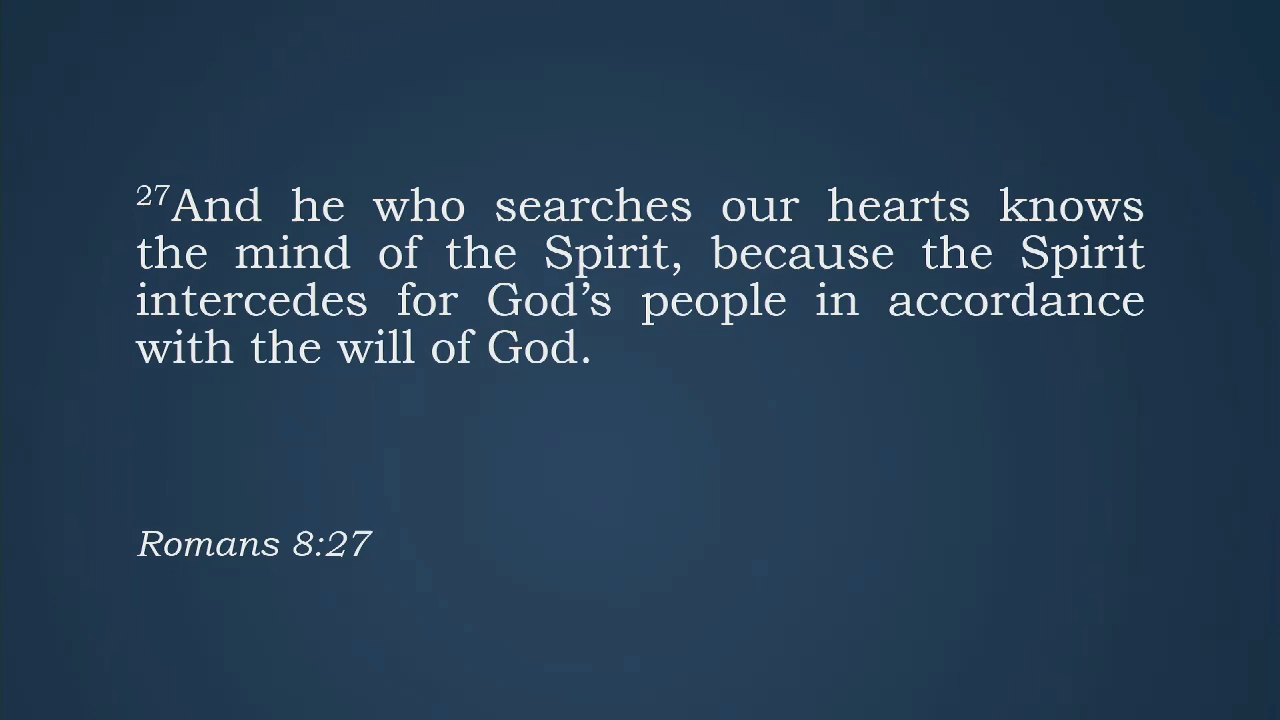 ²⁷And he who searches our hearts knows
the mind of the Spirit, because the Spirit
intercedes for God’s people in accordance
with the will of God.
Romans 8:27